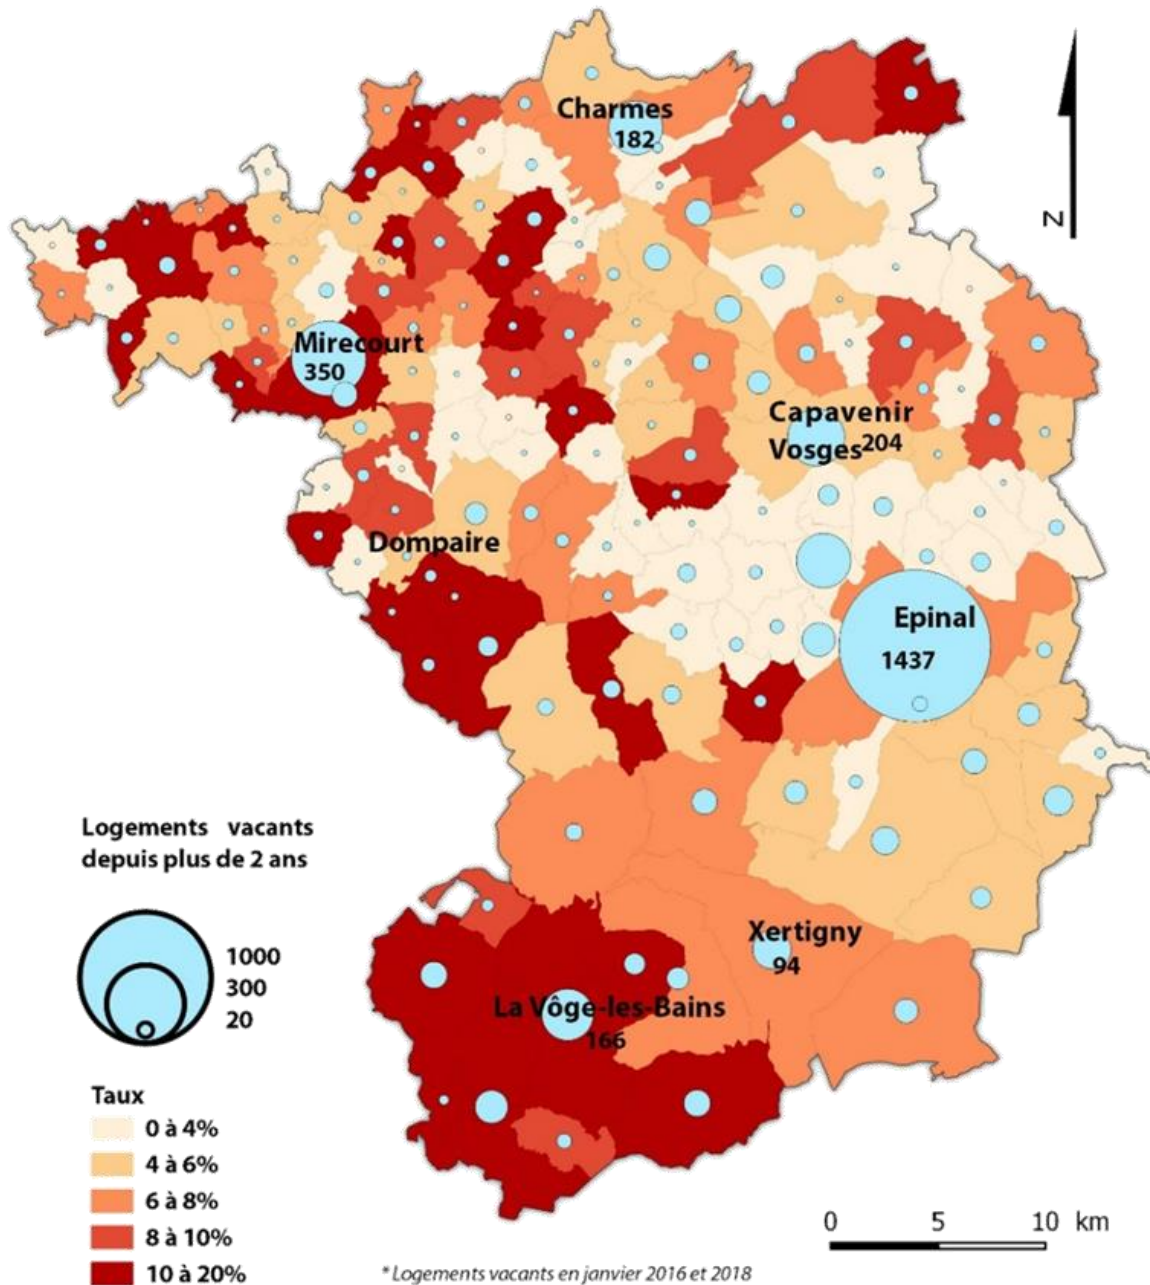 Charmes
182
N
Mirecourt
350
Capavenir
Vosges 204
Dompaire
Epinal
1437
Logements vacants
depuis plus de 2 ans
1000
300
20
Xertigny
94
La Vôge-les-Bains
166
Taux
0 à 4%
4 à 6%
6 à 8%
8 à 10%
10 à 20%
0 5 10 km
* Logements vacants en janvier 2016 et 2018